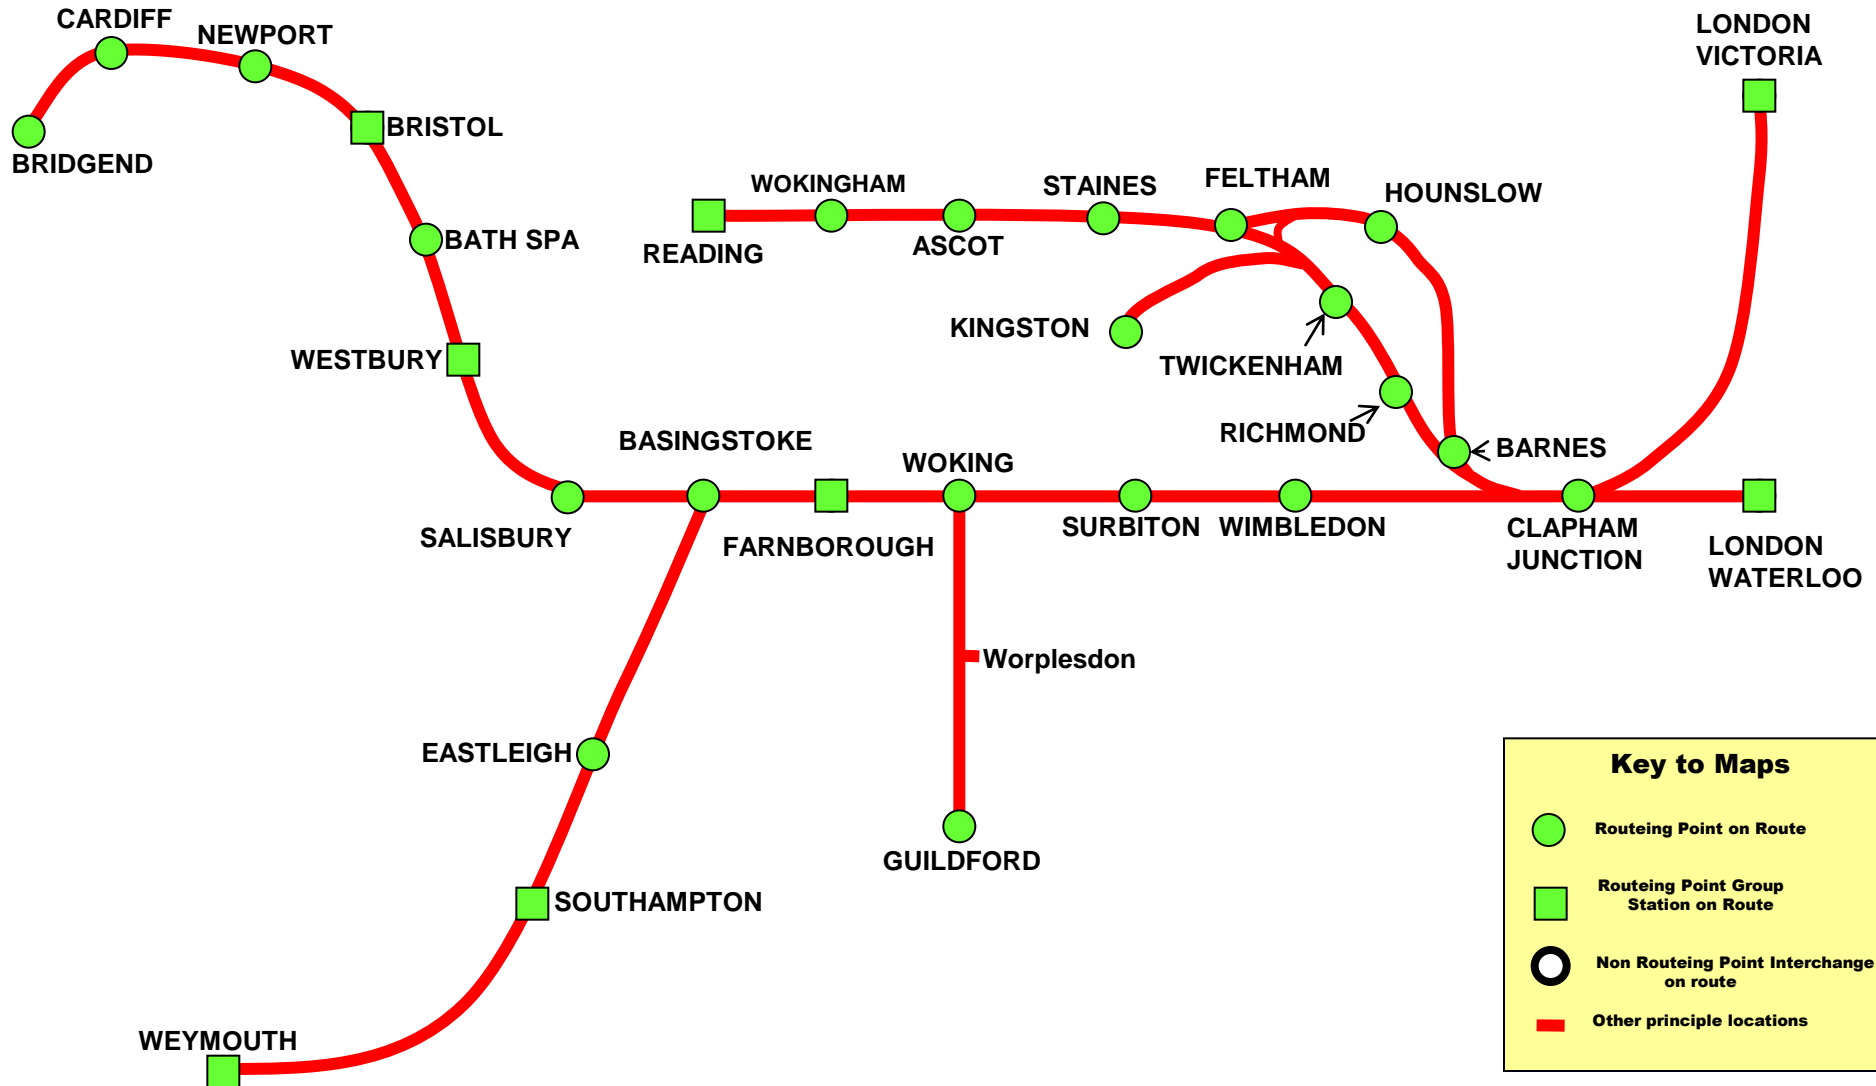 CARDIFF
NEWPORT
LONDON
VICTORIA
BRISTOL
BRIDGEND
WOKINGHAM
STAINES
FELTHAM
HOUNSLOW
BATH SPA
READING
ASCOT
KINGSTON
TWICKENHAM
WESTBURY
RICHMOND
BARNES
BASINGSTOKE
WOKING
SALISBURY
FARNBOROUGH
SURBITON
WIMBLEDON
CLAPHAM
JUNCTION
LONDON
WATERLOO
Worplesdon
EASTLEIGH
GUILDFORD
SOUTHAMPTON
WEYMOUTH
Key to Maps
Routeing Point on Route
Routeing Point Group
Station on Route
Non Routeing Point Interchange
on route
Other principle locations